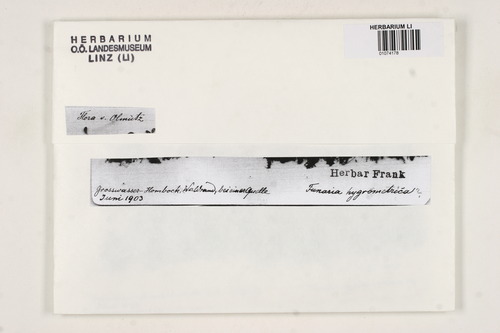 HERBARIUM
O.Ö. LANDESMUSEUM
LINZ (LI)
HERBARIUM LI
01074178
Flora v. Olmütz
Herbar Frank
Grosswasser-Hombock, Waldrand, bei einer Quelle
Juni 1903
Funaria hygrometrica